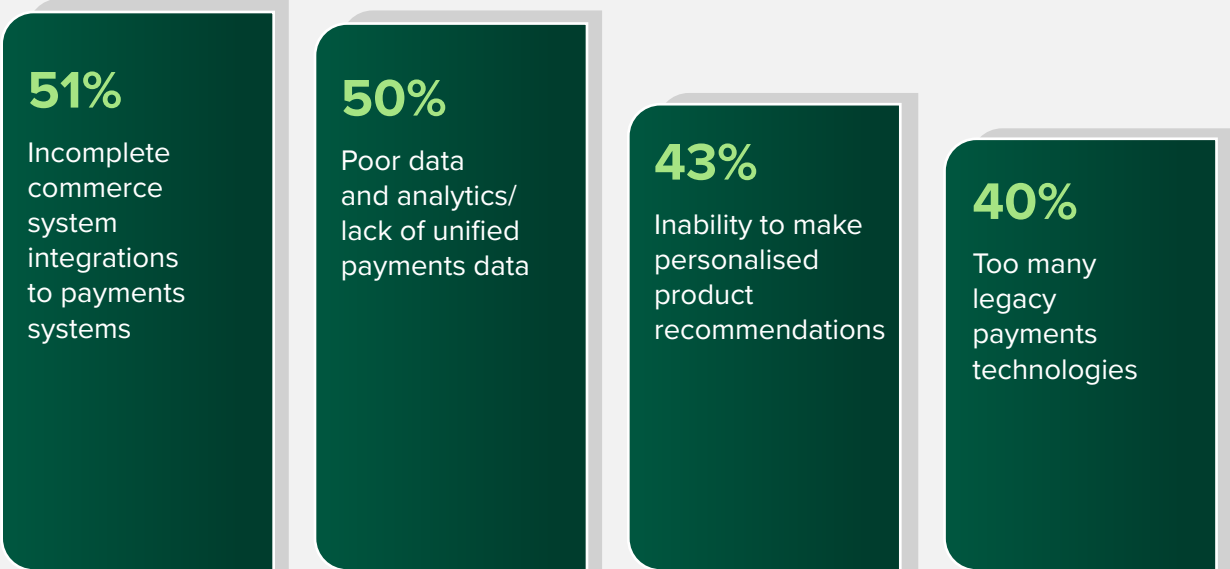 51%
Incomplete
commerce
system
integrations
to payments
systems
50%
Poor data
and analytics/
lack of unified
payments data
43%
Inability to make
personalised
product
recommendations
40%
Too many
legacy
payments
technologies